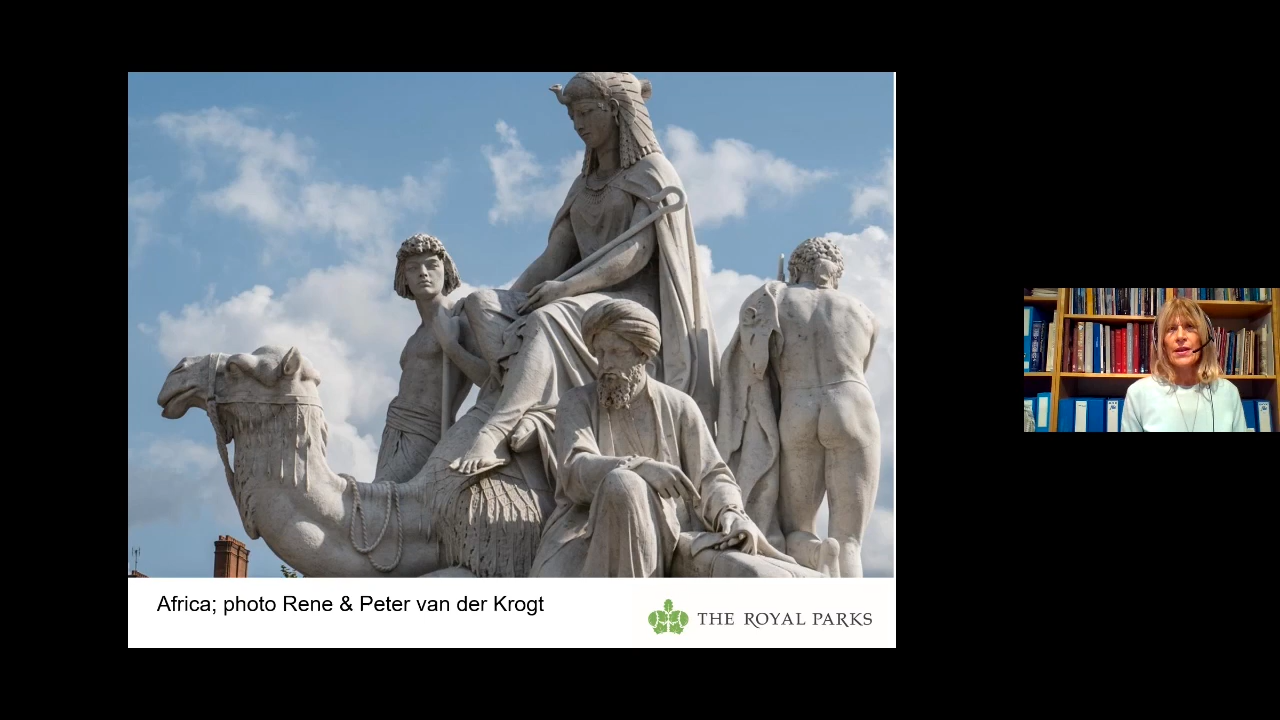 Africa; photo Rene & Peter van der Krogt
THE ROYAL PARKS